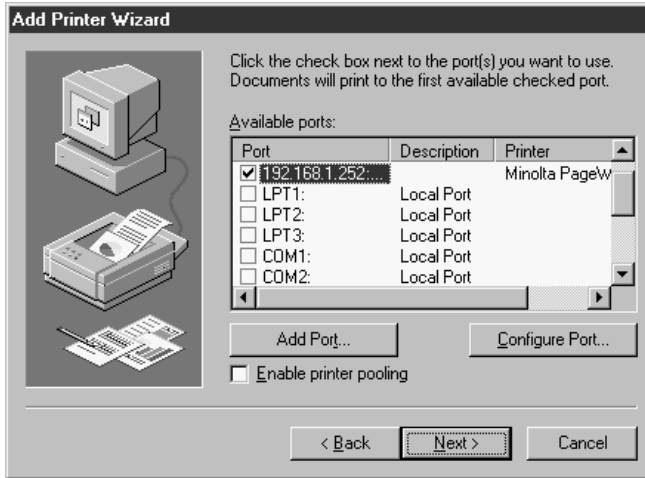 Add Printer Wizard
Click the check box next to the port(s) you want to use.
Documents will print to the first available checked port.
Available ports:
Port Description Printer
192.168.1.252:... Minolta PageW
LPT1: Local Port
LPT2: Local Port
LPT3: Local Port
COM1: Local Port
COM2: Local Port
Add Port... Configure Port...
Enable printer pooling
< Back Next > Cancel